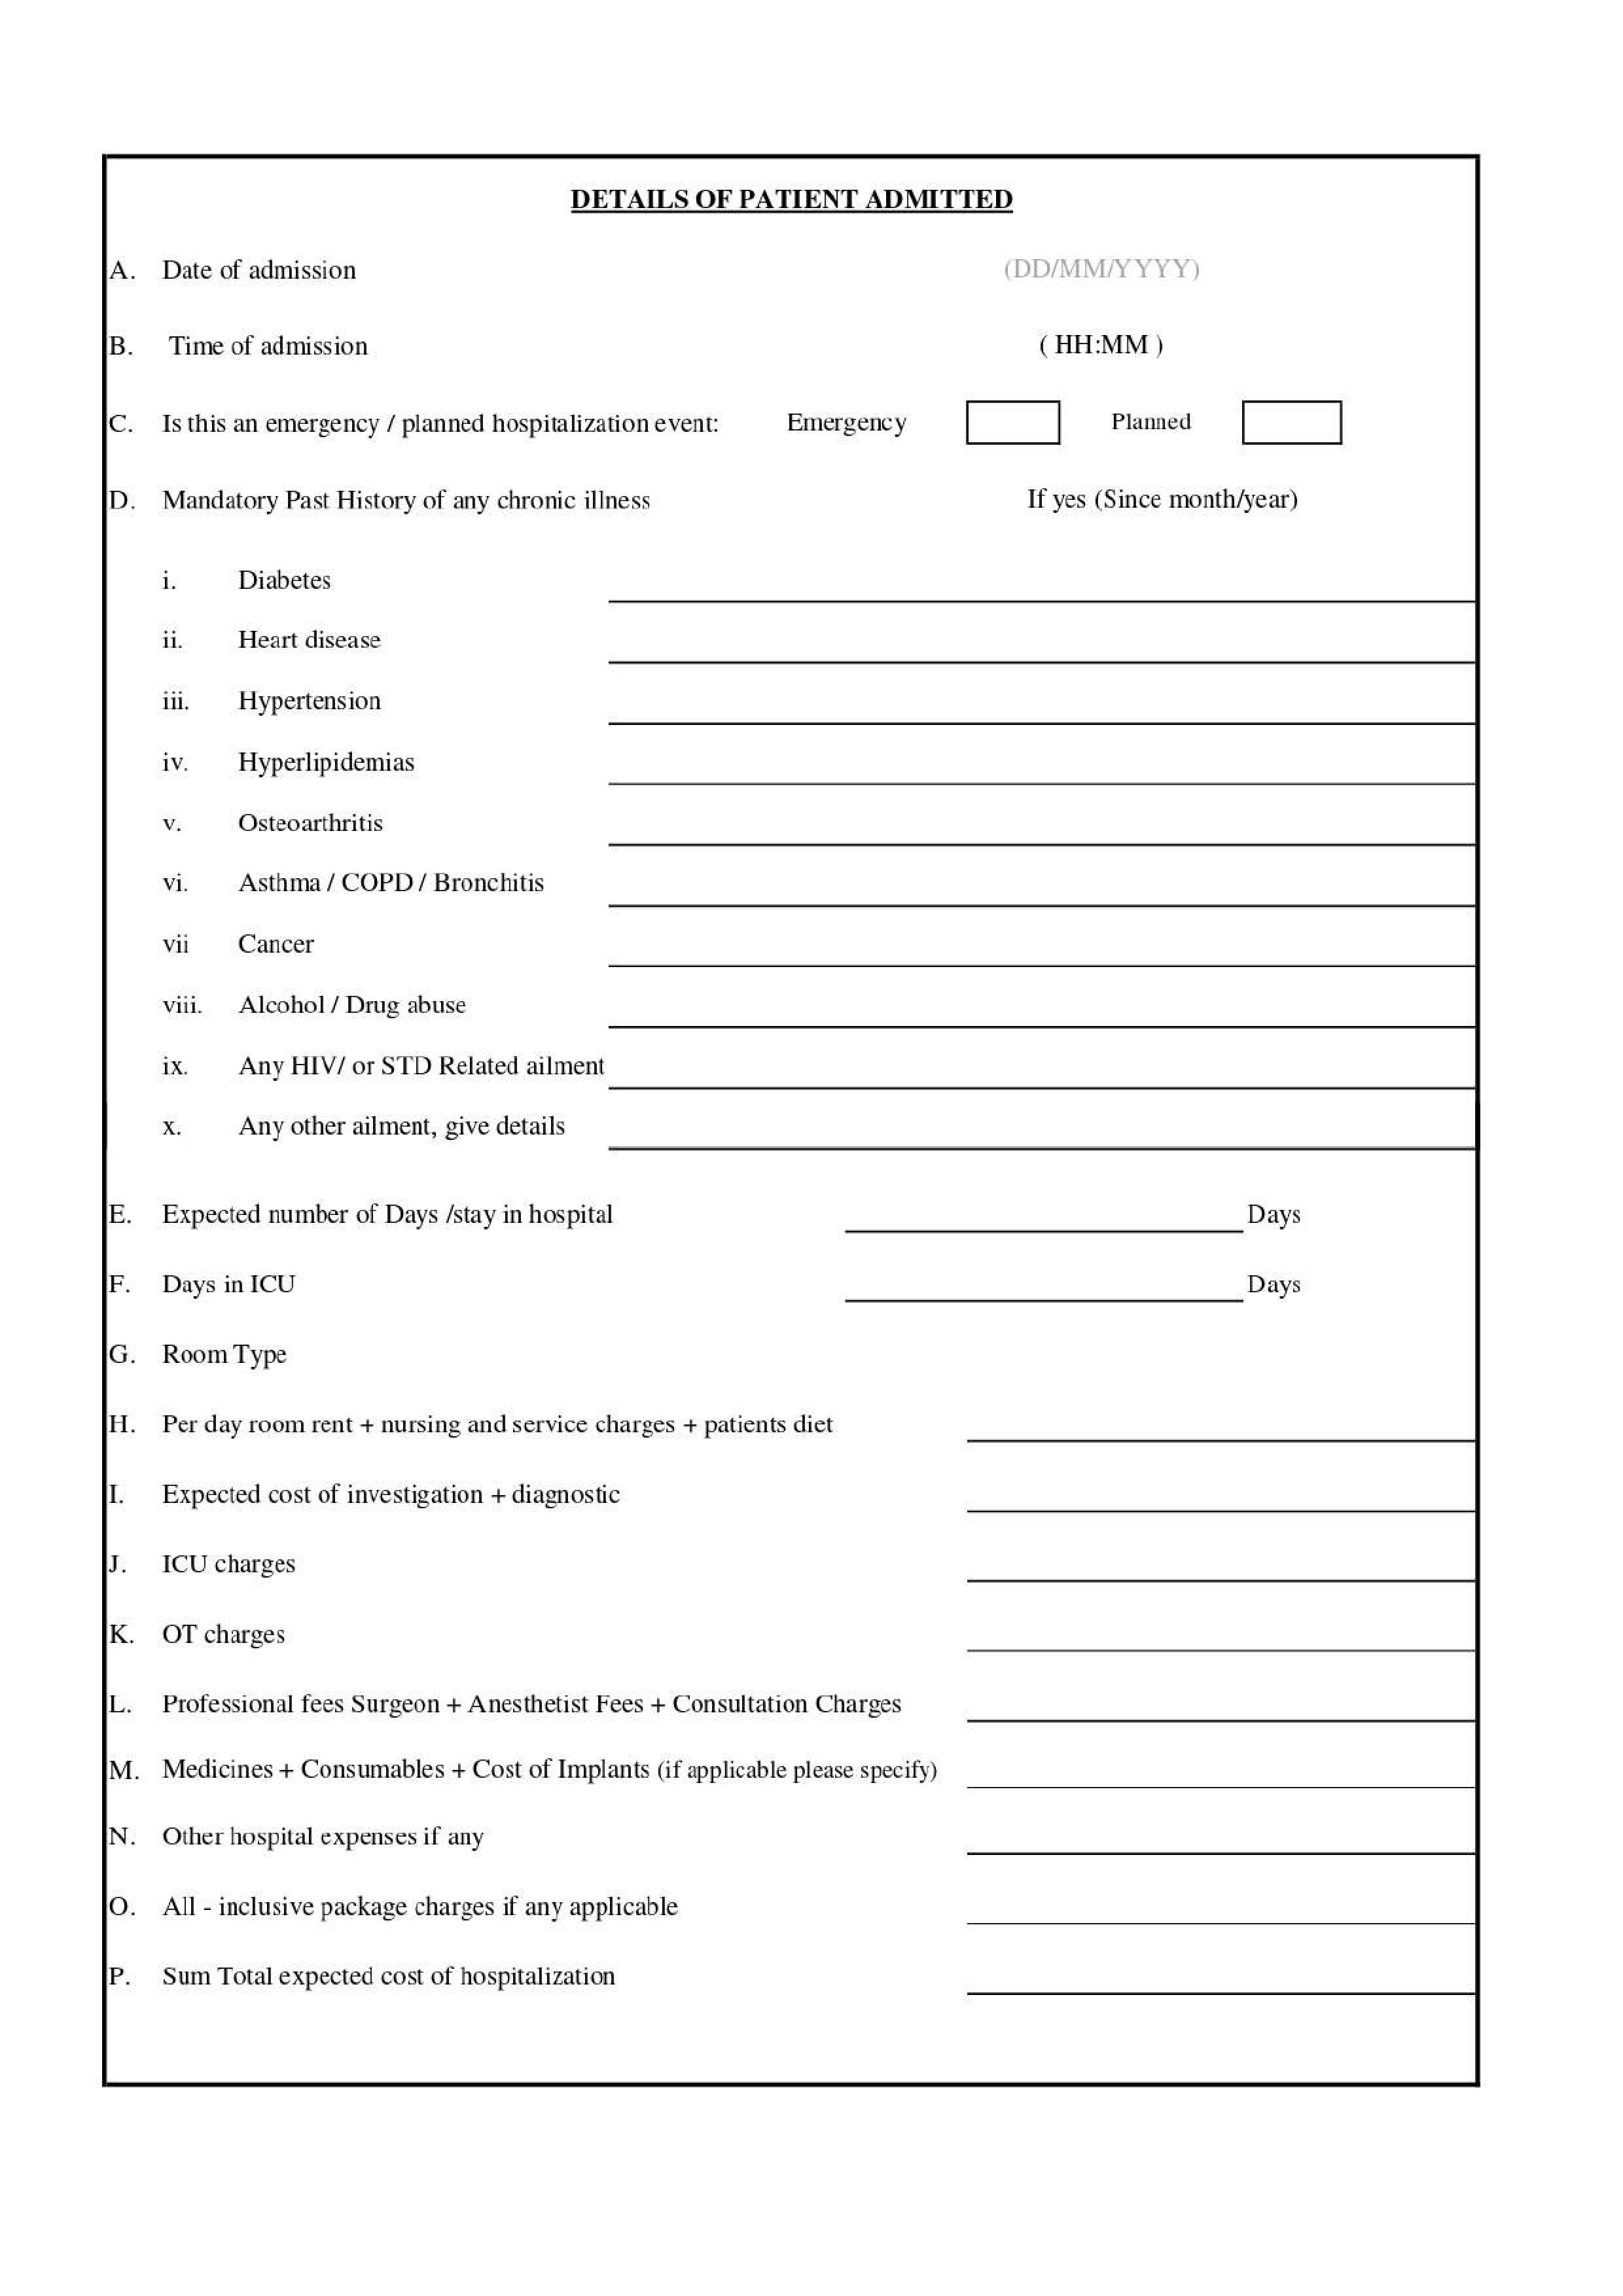 DETAILS OF PATIENT ADMITTED
A. Date of admission (DD/MM/YYYY)
B. Time of admission ( HH:MM )
C. Is this an emergency / planned hospitalization event: Emergency Planned
D. Mandatory Past History of any chronic illness If yes (Since month/year)
i. Diabetes
ii. Heart disease
iii. Hypertension
iv. Hyperlipidemias
v. Osteoarthritis
vi. Asthma / COPD / Bronchitis
vii Cancer
viii. Alcohol / Drug abuse
ix. Any HIV/ or STD Related ailment
x. Any other ailment, give details
E. Expected number of Days /stay in hospital Days
F. Days in ICU Days
G. Room Type
H. Per day room rent + nursing and service charges + patients diet
I. Expected cost of investigation + diagnostic
J. ICU charges
K. OT charges
L. Professional fees Surgeon + Anesthetist Fees + Consultation Charges
M. Medicines + Consumables + Cost of Implants (if applicable please specify)
N. Other hospital expenses if any
O. All - inclusive package charges if any applicable
P. Sum Total expected cost of hospitalization